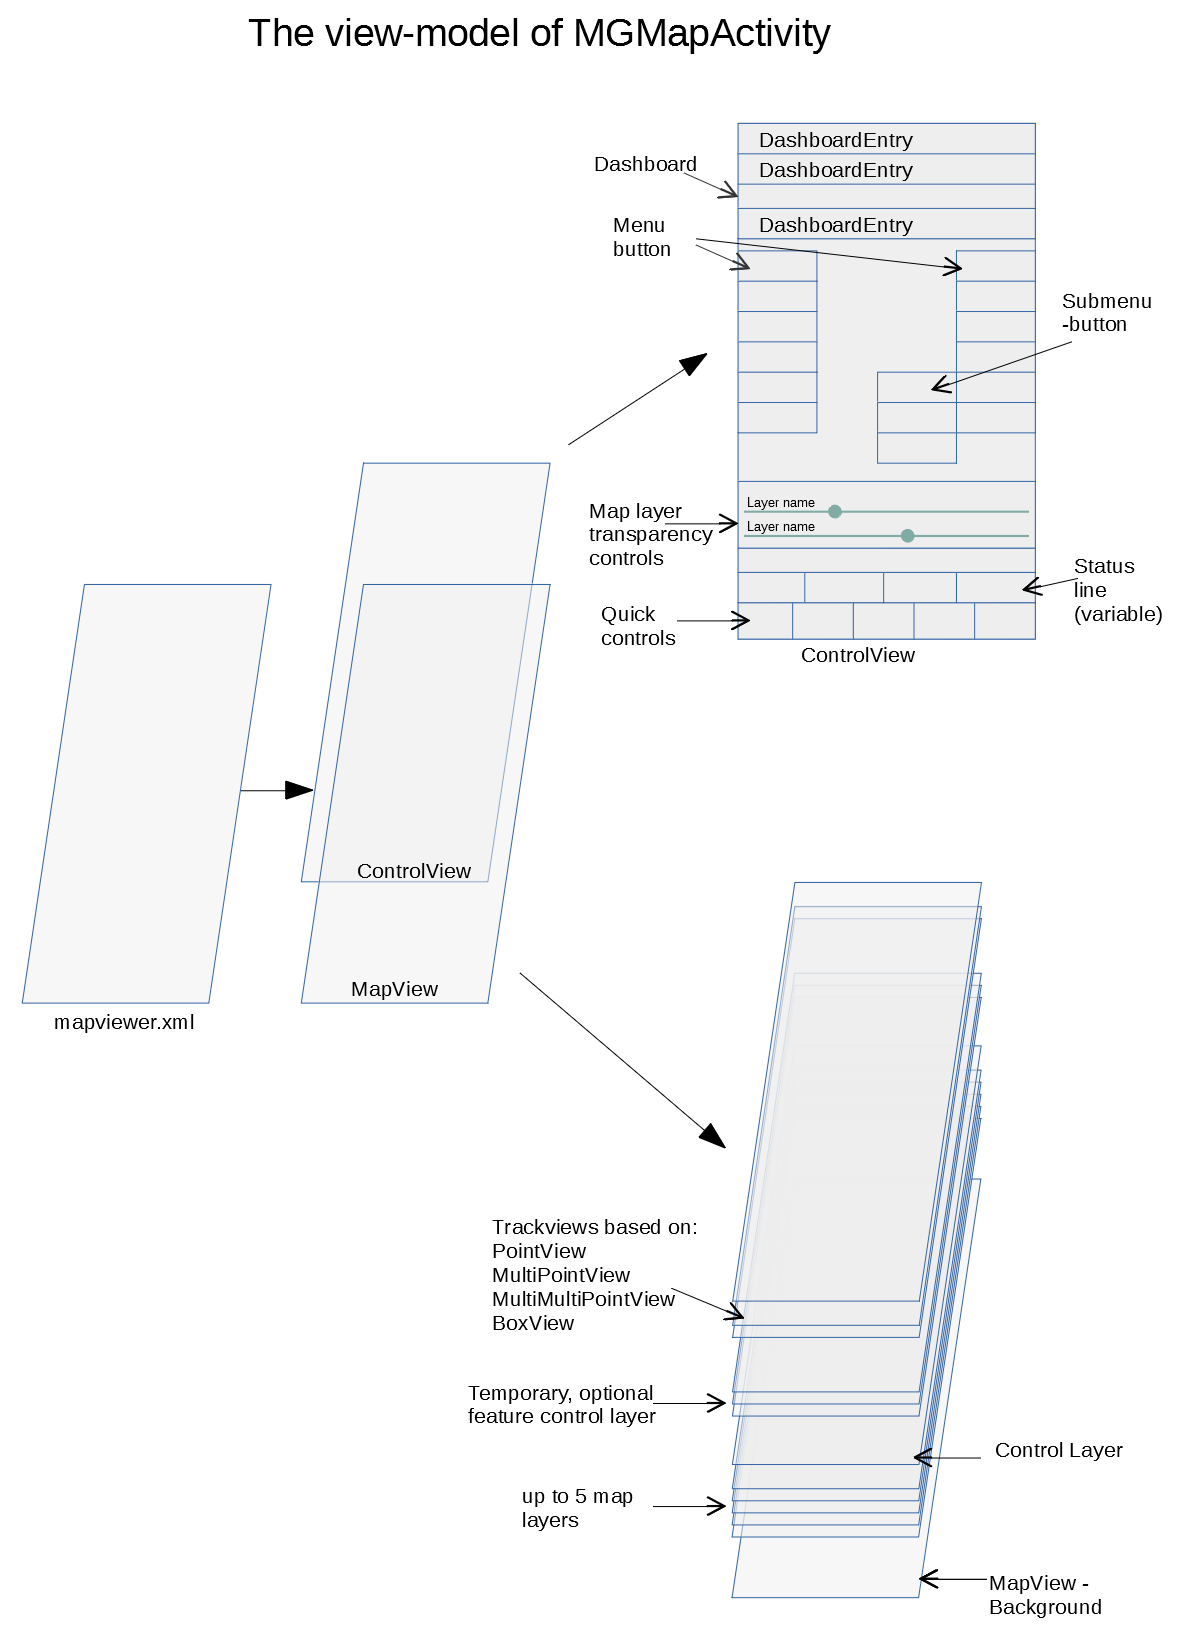 The view-model of MGMapActivity
DashboardEntry
Dashboard
DashboardEntry
Menu
button
DashboardEntry
Submenu
-button
Map layer
transparency
controls
Layer name
Layer name
Status
line
(variable)
Quick
controls
ControlView
ControlView
MapView
mapviewer.xml
Trackviews based on:
PointView
MultiPointView
MultiMultiPointView
BoxView
Temporary, optional
feature control layer
Control Layer
up to 5 map
layers
MapView -
Background